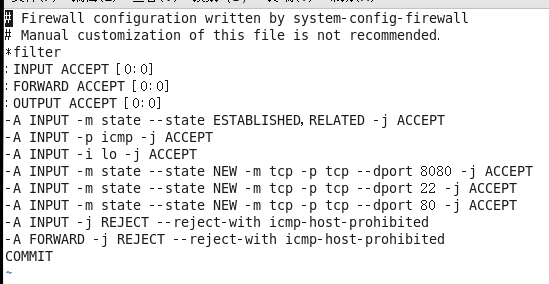 # Firewall configuration written by system-config-firewall
# Manual customization of this file is not recommended.
*filter
:INPUT ACCEPT [0:0]
:FORWARD ACCEPT [0:0]
:OUTPUT ACCEPT [0:0]
-A INPUT -m state --state ESTABLISHED,RELATED -j ACCEPT
-A INPUT -p icmp -j ACCEPT
-A INPUT -i lo -j ACCEPT
-A INPUT -m state --state NEW -m tcp -p tcp --dport 8080 -j ACCEPT
-A INPUT -m state --state NEW -m tcp -p tcp --dport 22 -j ACCEPT
-A INPUT -m state --state NEW -m tcp -p tcp --dport 80 -j ACCEPT
-A INPUT -j REJECT --reject-with icmp-host-prohibited
-A FORWARD -j REJECT --reject-with icmp-host-prohibited
COMMIT
~